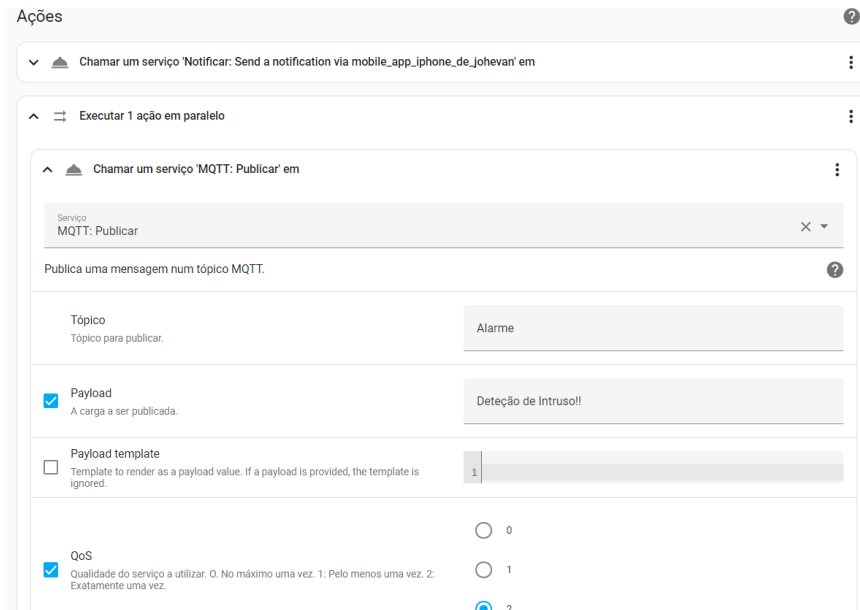 Ações
Chamar um serviço 'Notificar: Send a notification via mobile_app_iphone_de_johevan' em
Executar 1 ação em paralelo
Chamar um serviço 'MQTT: Publicar' em
Serviço
MQTT: Publicar
Publica uma mensagem num tópico MQTT.
Tópico
Tópico para publicar.
Alarme
Payload
A carga a ser publicada.
Deteção de Intruso!!
Payload template
Template to render as a payload value. If a payload is provided, the template is
ignored.
1
QoS
Qualidade do serviço a utilizar. O. No máximo uma vez. 1: Pelo menos uma vez. 2:
Exatamente uma vez.
0
1
2